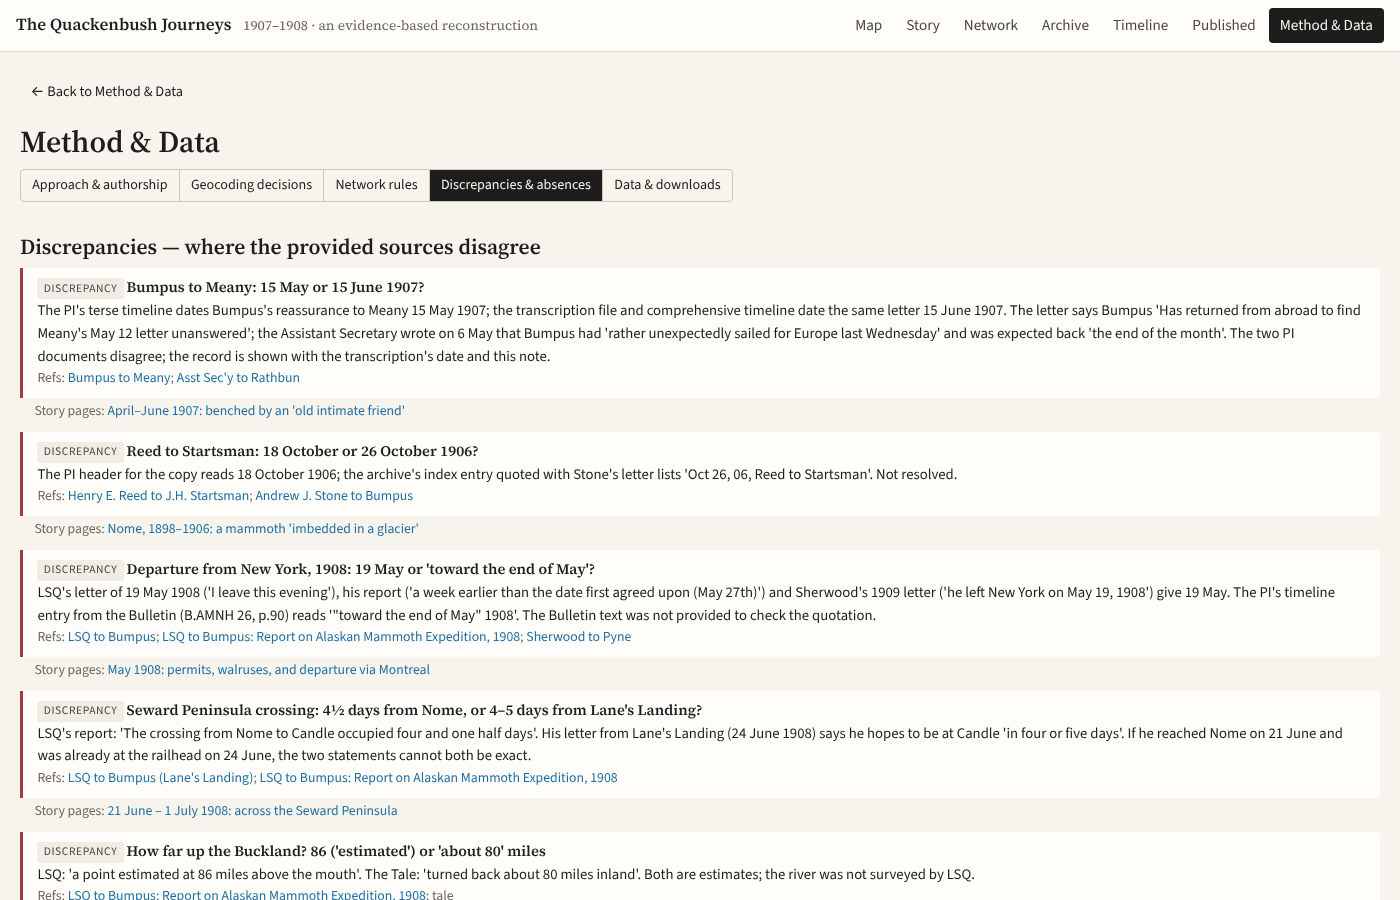 The Quackenbush Journeys 1907–1908 · an evidence-based reconstruction
Map Story Network Archive Timeline Published Method & Data
← Back to Method & Data
Method & Data
Approach & authorship Geocoding decisions Network rules Discrepancies & absences Data & downloads
Discrepancies — where the provided sources disagree
DISCREPANCY Bumpus to Meany: 15 May or 15 June 1907?
The PI's terse timeline dates Bumpus's reassurance to Meany 15 May 1907; the transcription file and comprehensive timeline date the same letter 15 June 1907. The letter says Bumpus 'Has returned from abroad to find
Meany's May 12 letter unanswered'; the Assistant Secretary wrote on 6 May that Bumpus had 'rather unexpectedly sailed for Europe last Wednesday' and was expected back 'the end of the month'. The two PI
documents disagree; the record is shown with the transcription's date and this note.
Refs: Bumpus to Meany; Asst Sec'y to Rathbun
Story pages: April–June 1907: benched by an 'old intimate friend'
DISCREPANCY Reed to Startsman: 18 October or 26 October 1906?
The PI header for the copy reads 18 October 1906; the archive's index entry quoted with Stone's letter lists 'Oct 26, 06, Reed to Startsman'. Not resolved.
Refs: Henry E. Reed to J.H. Startsman; Andrew J. Stone to Bumpus
Story pages: Nome, 1898–1906: a mammoth 'imbedded in a glacier'
DISCREPANCY Departure from New York, 1908: 19 May or 'toward the end of May'?
LSQ's letter of 19 May 1908 ('I leave this evening'), his report ('a week earlier than the date first agreed upon (May 27th)') and Sherwood's 1909 letter ('he left New York on May 19, 1908') give 19 May. The PI's timeline
entry from the Bulletin (B.AMNH 26, p.90) reads '"toward the end of May" 1908'. The Bulletin text was not provided to check the quotation.
Refs: LSQ to Bumpus; LSQ to Bumpus: Report on Alaskan Mammoth Expedition, 1908; Sherwood to Pyne
Story pages: May 1908: permits, walruses, and departure via Montreal
DISCREPANCY Seward Peninsula crossing: 4½ days from Nome, or 4–5 days from Lane's Landing?
LSQ's report: 'The crossing from Nome to Candle occupied four and one half days'. His letter from Lane's Landing (24 June 1908) says he hopes to be at Candle 'in four or five days'. If he reached Nome on 21 June and
was already at the railhead on 24 June, the two statements cannot both be exact.
Refs: LSQ to Bumpus (Lane's Landing); LSQ to Bumpus: Report on Alaskan Mammoth Expedition, 1908
Story pages: 21 June – 1 July 1908: across the Seward Peninsula
DISCREPANCY How far up the Buckland? 86 ('estimated') or 'about 80' miles
LSQ: 'a point estimated at 86 miles above the mouth'. The Tale: 'turned back about 80 miles inland'. Both are estimates; the river was not surveyed by LSQ.
Refs: LSQ to Bumpus: Report on Alaskan Mammoth Expedition, 1908; tale